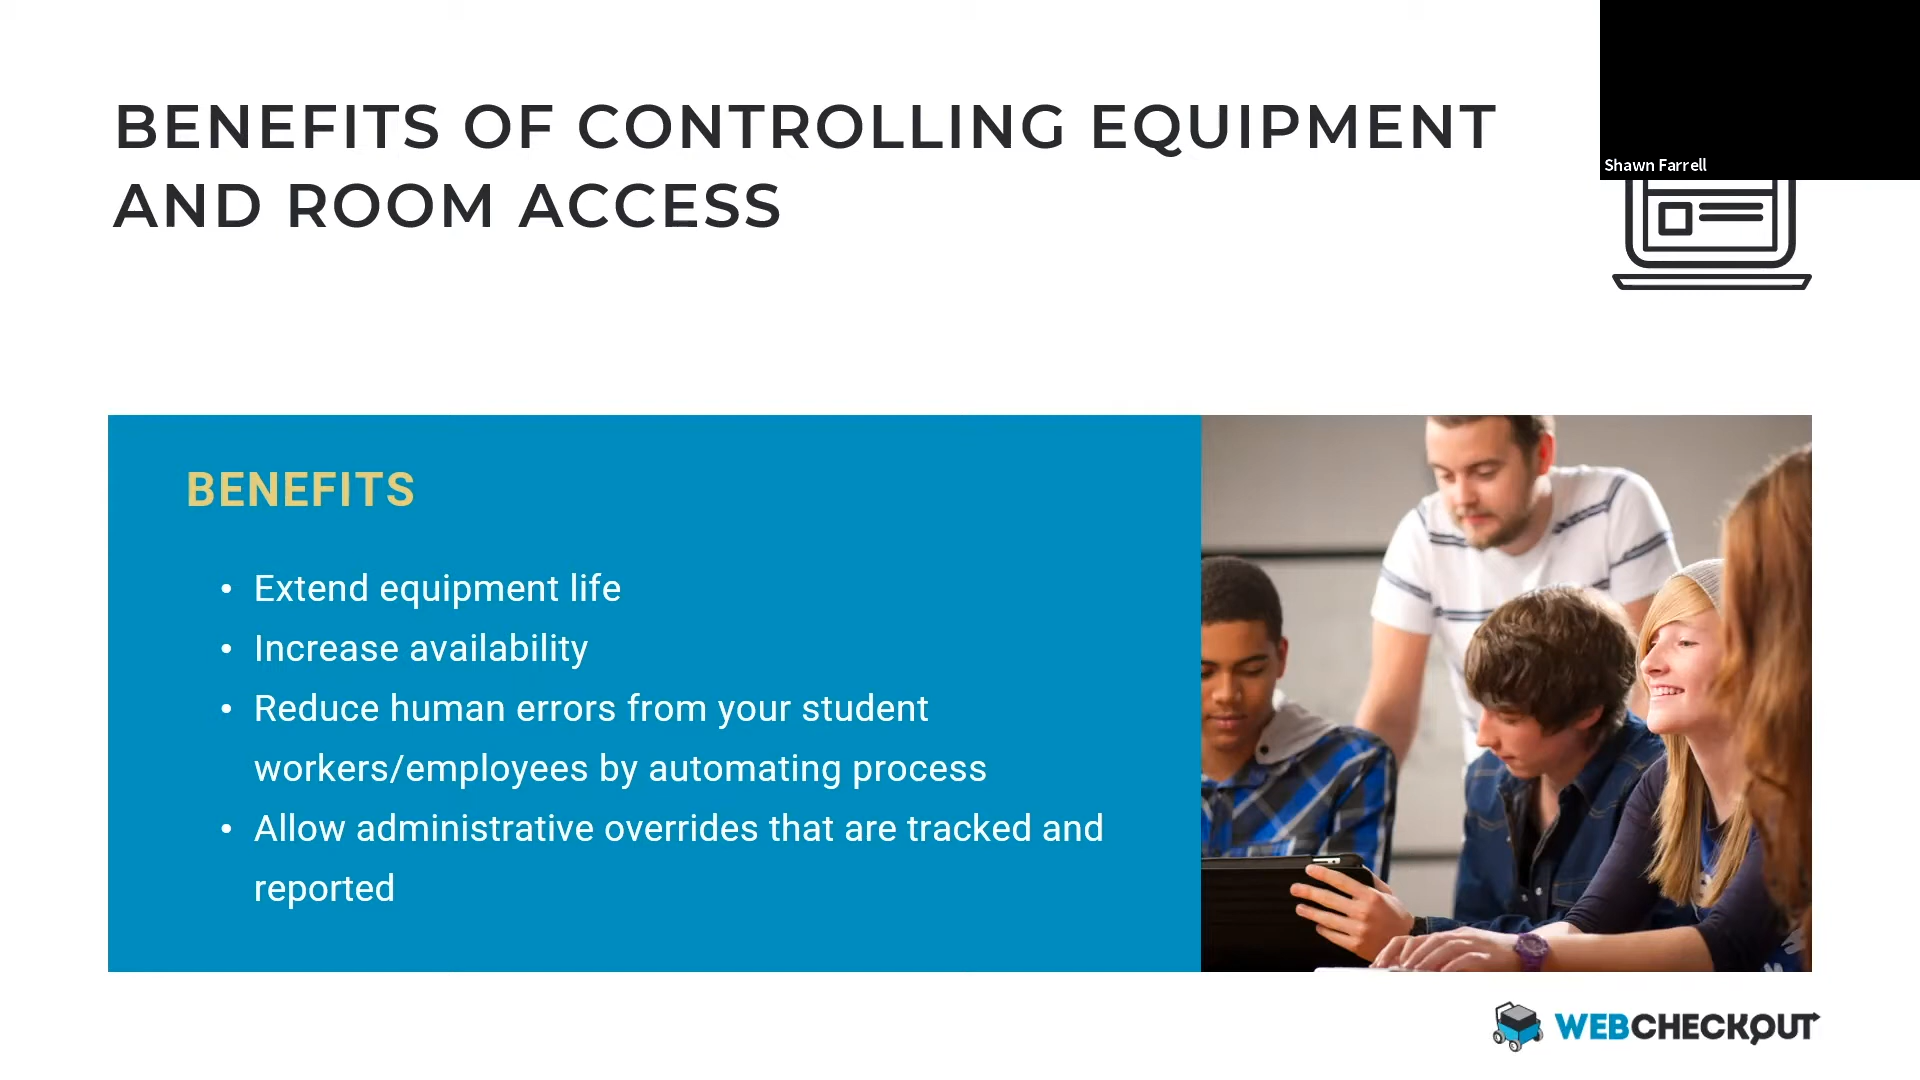 BENEFITS OF CONTROLLING EQUIPMENT
AND ROOM ACCESS
Shawn Farrell
BENEFITS
• Extend equipment life
• Increase availability
• Reduce human errors from your student
workers/employees by automating process
• Allow administrative overrides that are tracked and
reported
WEBCHECKOUT